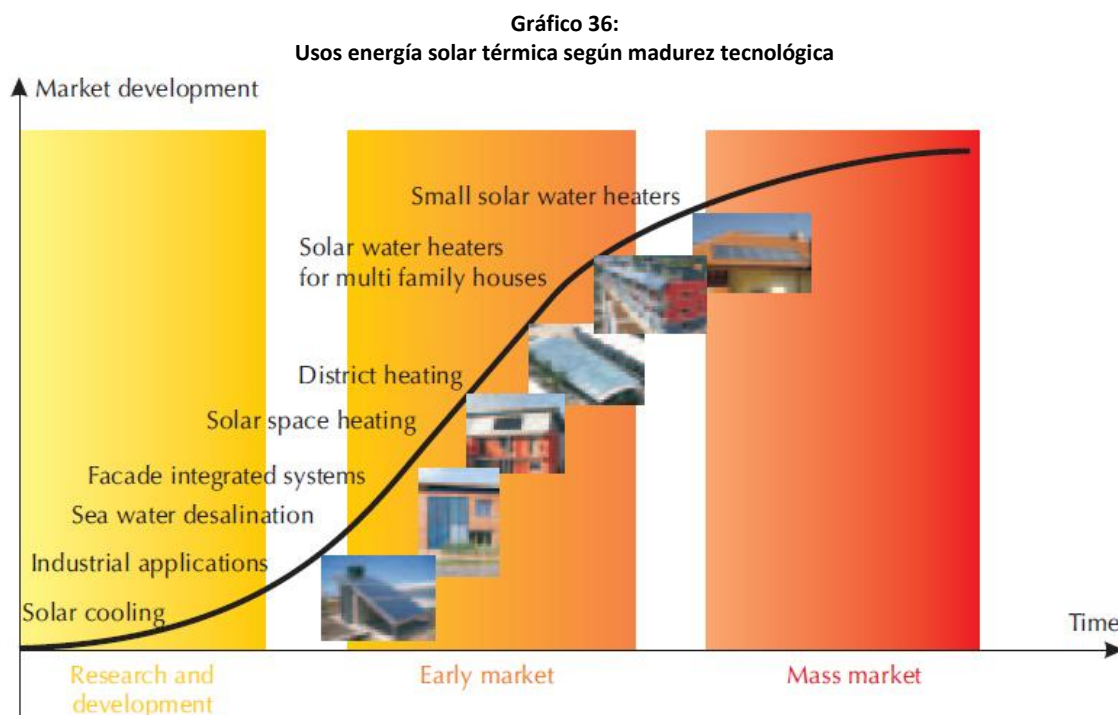 Gráfico 36:
Usos energía solar térmica según madurez tecnológica
Market development
Small solar water heaters
Solar water heaters
for multi family houses
District heating
Solar space heating
Facade integrated systems
Sea water desalination
Industrial applications
Solar cooling
Time
Research and
development
Early market
Mass market